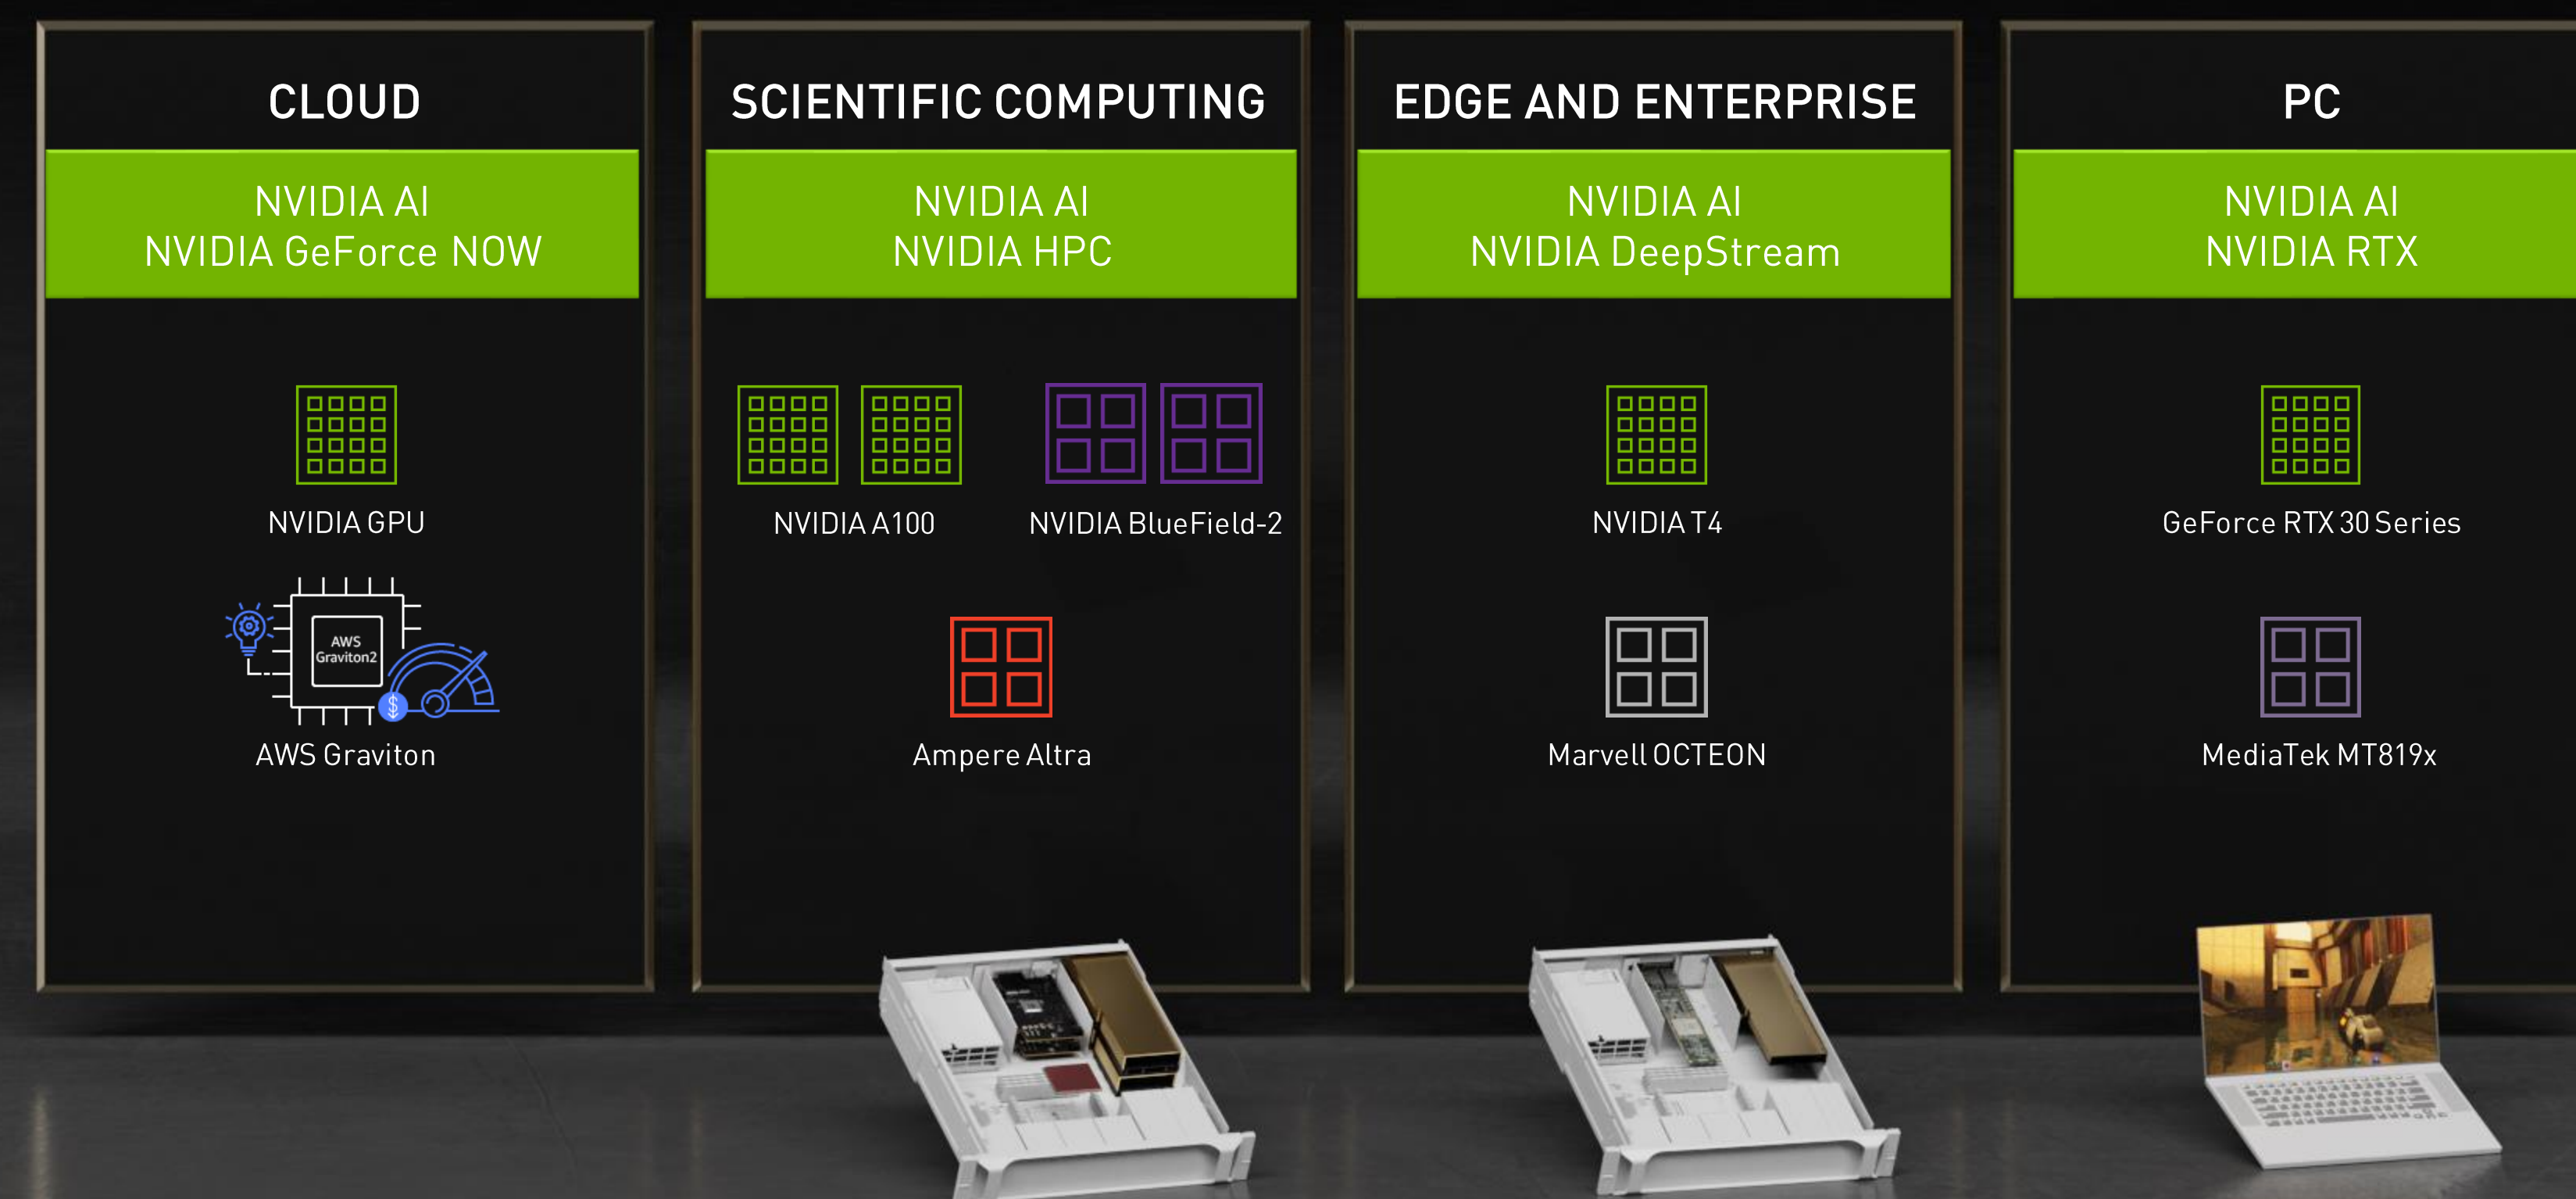 CLOUD
NVIDIA AI
NVIDIA GeForce NOW
NVIDIA GPU
AWS
Graviton2
$
AWS Graviton
SCIENTIFIC COMPUTING
NVIDIA AI
NVIDIA HPC
NVIDIA A100
NVIDIA BlueField-2
Ampere Altra
EDGE AND ENTERPRISE
NVIDIA AI
NVIDIA DeepStream
NVIDIA T4
Marvell OCTEON
PC
NVIDIA AI
NVIDIA RTX
GeForce RTX 30 Series
MediaTek MT819x